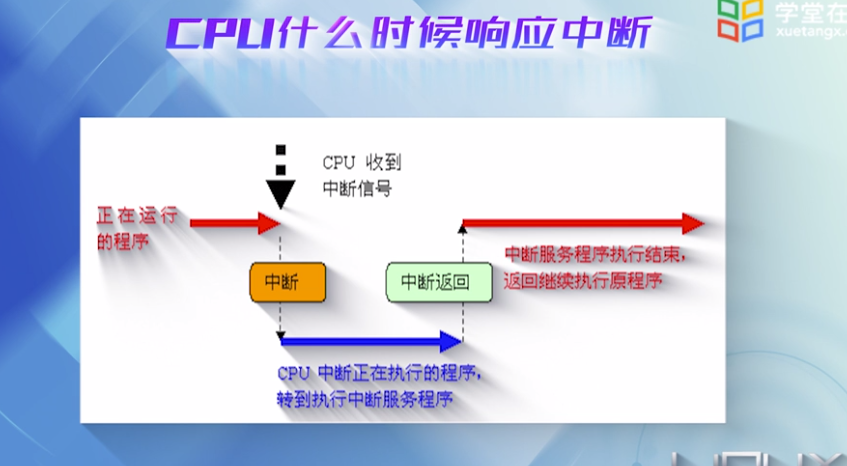 CPU什么时候响应中断
学堂在
xuetangx.
CPU 收到
中断信号
正在运行
的程序
中断
中断返回
中断服务程序执行结束，
返回继续执行原程序
CPU 中断正在执行的程序，
转到执行中断服务程序